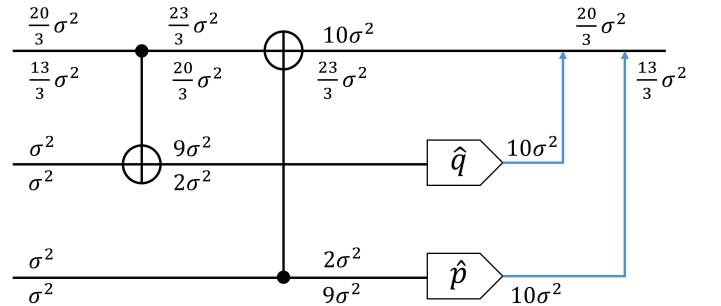 20/3 σ² 23/3 σ² 10σ² 20/3 σ²
13/3 σ² 20/3 σ² 23/3 σ² 13/3 σ²
σ² 9σ² q̂ 10σ²
σ² 2σ²
σ² 2σ² p̂
σ² 9σ² 10σ²